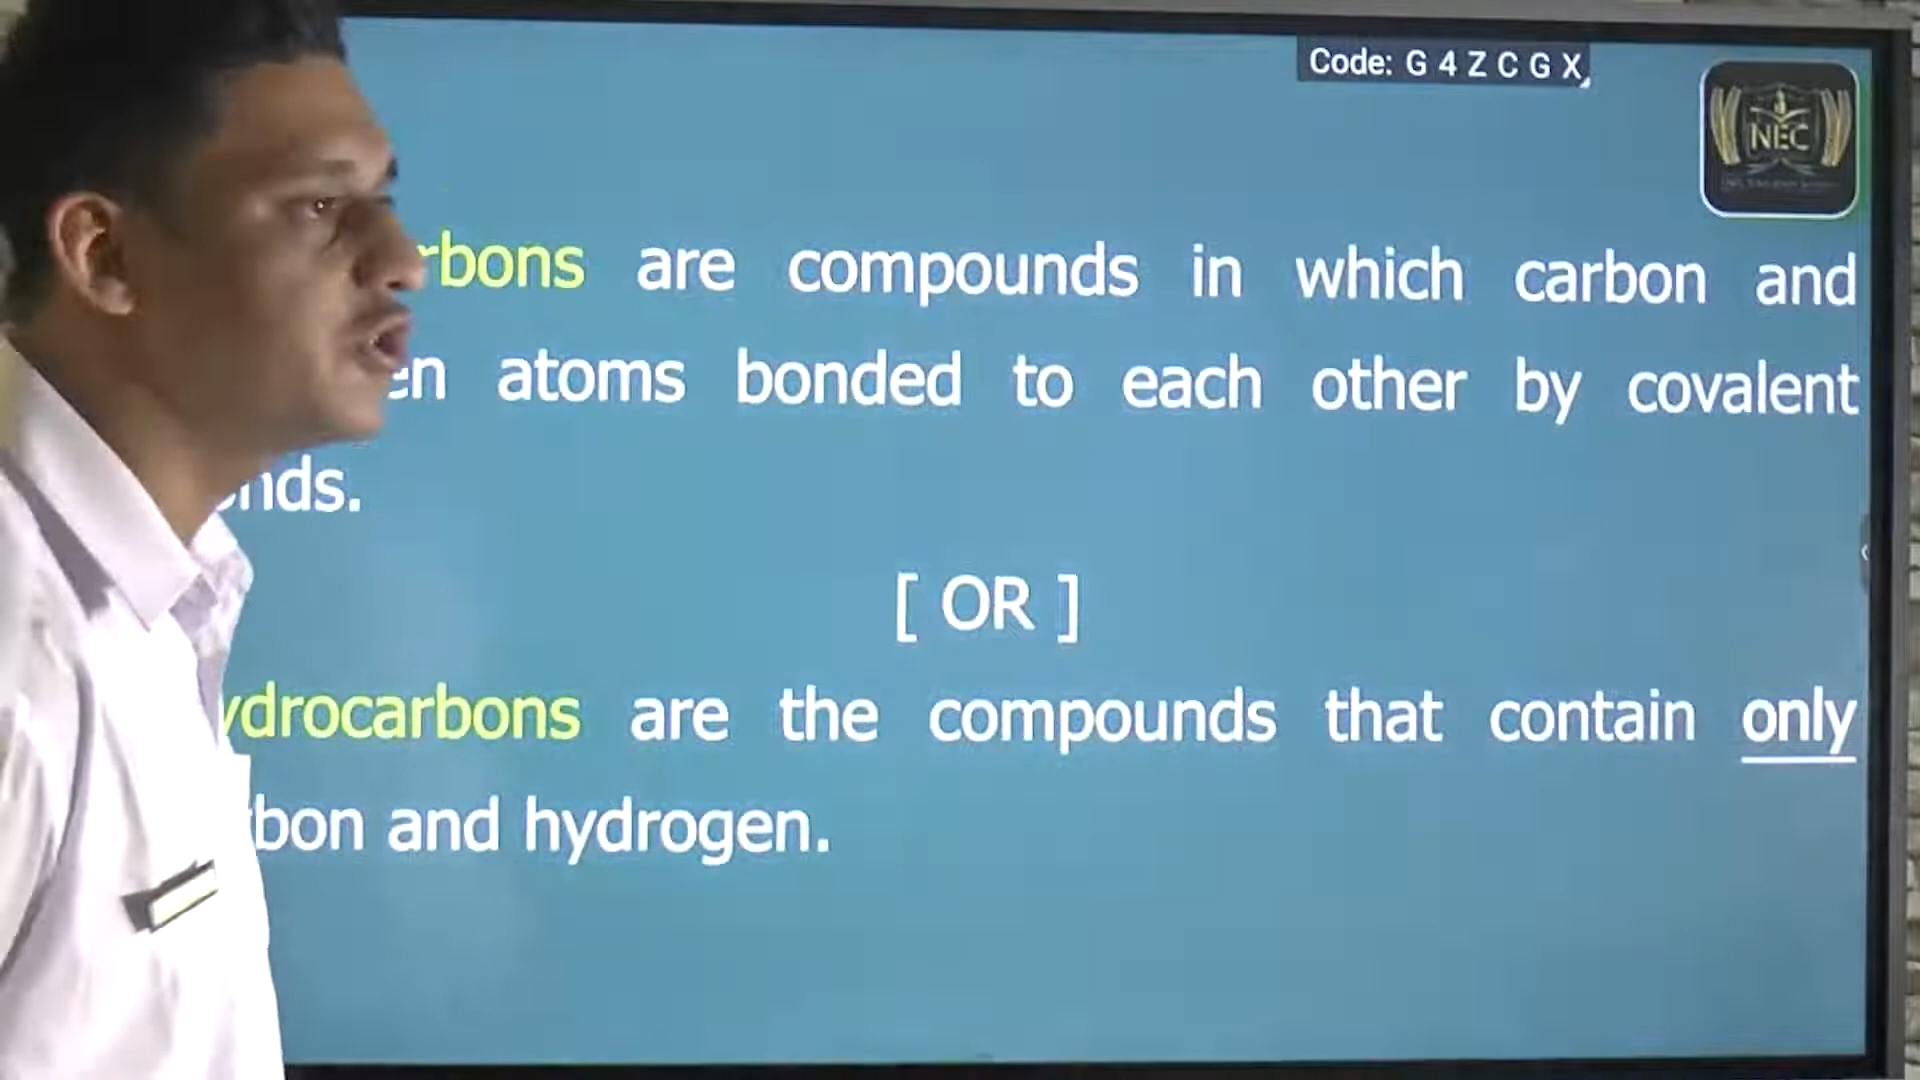 Code: G 4 Z C G X
NEC
rbons are compounds in which carbon and
en atoms bonded to each other by covalent
nds.
[ OR ]
ydrocarbons are the compounds that contain only
bon and hydrogen.